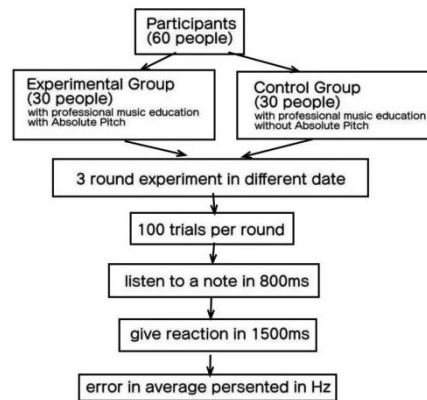 Participants
(60 people)
Experimental Group
(30 people)
with professional music education
with Absolute Pitch
Control Group
(30 people)
with professional music education
without Absolute Pitch
3 round experiment in different date
100 trials per round
listen to a note in 800ms
give reaction in 1500ms
error in average persented in Hz